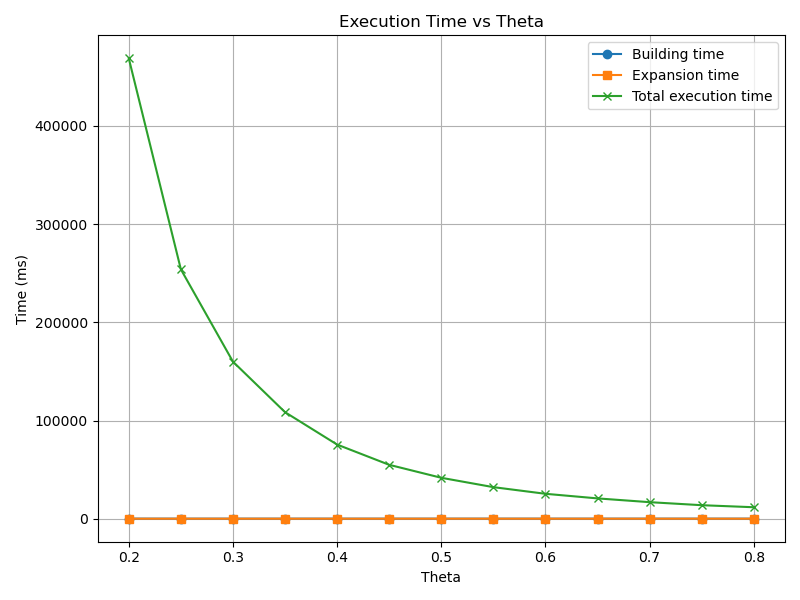 Execution Time vs Theta
Building time
Expansion time
Total execution time
Time (ms)
400000
300000
200000
100000
0
0.2 0.3 0.4 0.5 0.6 0.7 0.8
Theta